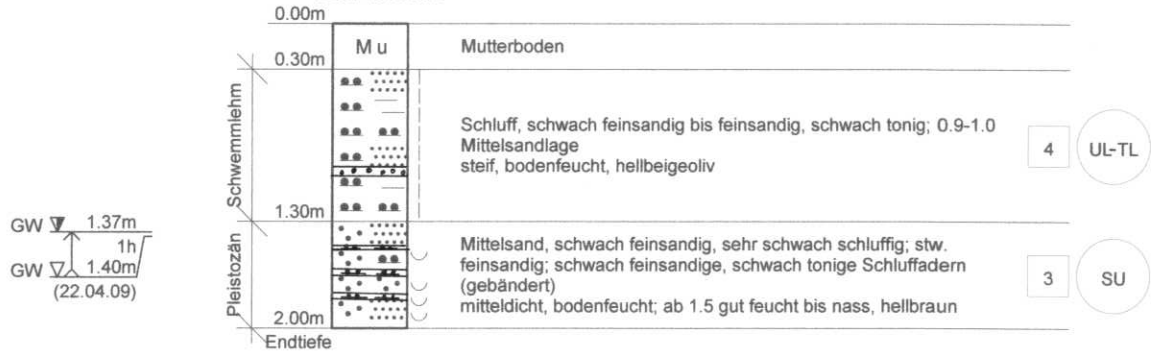 0.00m
M u
Mutterboden
0.30m
Schwemmlehm
Schluff, schwach feinsandig bis feinsandig, schwach tonig; 0.9-1.0
Mittelsandlage
steif, bodenfeucht, hellbeigeoliv
4
UL-TL
1.30m
GW 1.37m
1h
GW 1.40m
(22.04.09)
Pleistozän
Mittelsand, schwach feinsandig, sehr schwach schluffig; stw.
feinsandig; schwach feinsandige, schwach tonige Schluffadern
(gebändert)
mitteldicht, bodenfeucht; ab 1.5 gut feucht bis nass, hellbraun
3
SU
2.00m
Endtiefe